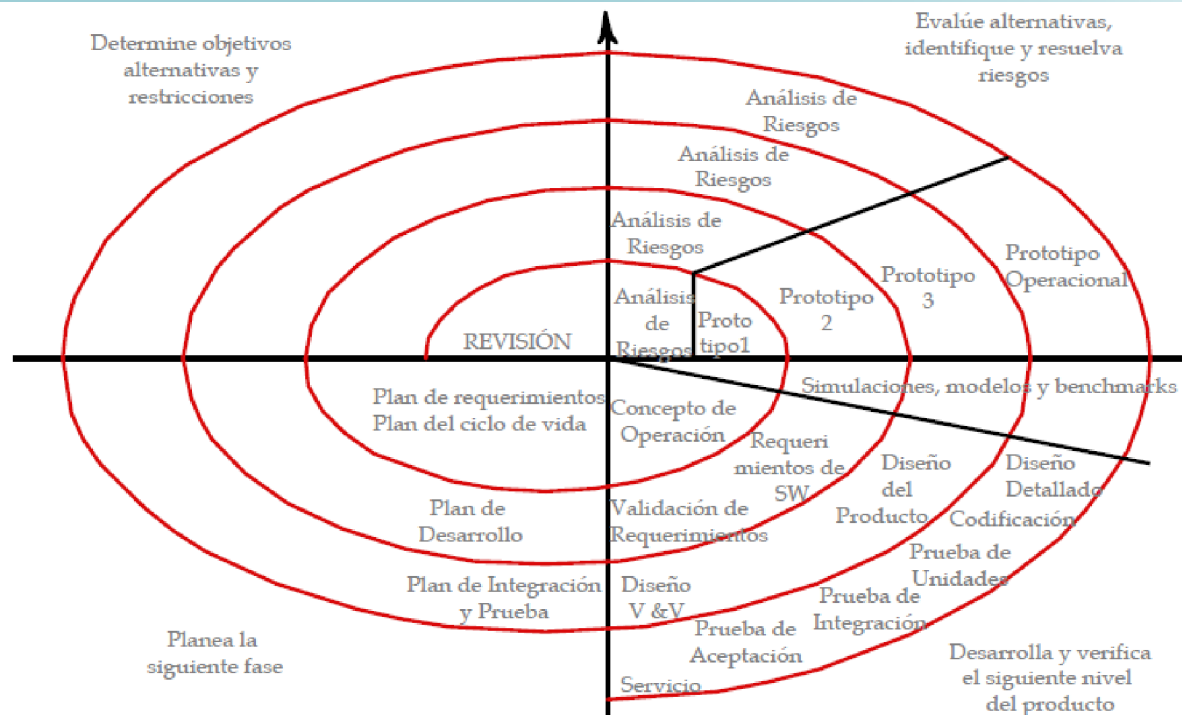 Determine objetivos
alternativas y
restricciones
Evalúe alternativas,
identifique y resuelva
riesgos
Análisis de
Riesgos
Análisis de
Riesgos
Análisis de
Riesgos
Análisis
de
Riesgos
Proto
tipo1
Prototipo
2
Prototipo
3
Prototipo
Operacional
REVISIÓN
Simulaciones, modelos y benchmarks
Plan de requerimientos
Plan del ciclo de vida
Concepto de
Operación
Requeri
mientos de
SW
Diseño
del
Producto
Diseño
Detallado
Codificación
Plan de
Desarrollo
Validación de
Requerimientos
Prueba de
Unidades
Plan de Integración
y Prueba
Diseño
V &V
Prueba de
Integración
Prueba de
Aceptación
Servicio
Planea la
siguiente fase
Desarrolla y verifica
el siguiente nivel
del producto